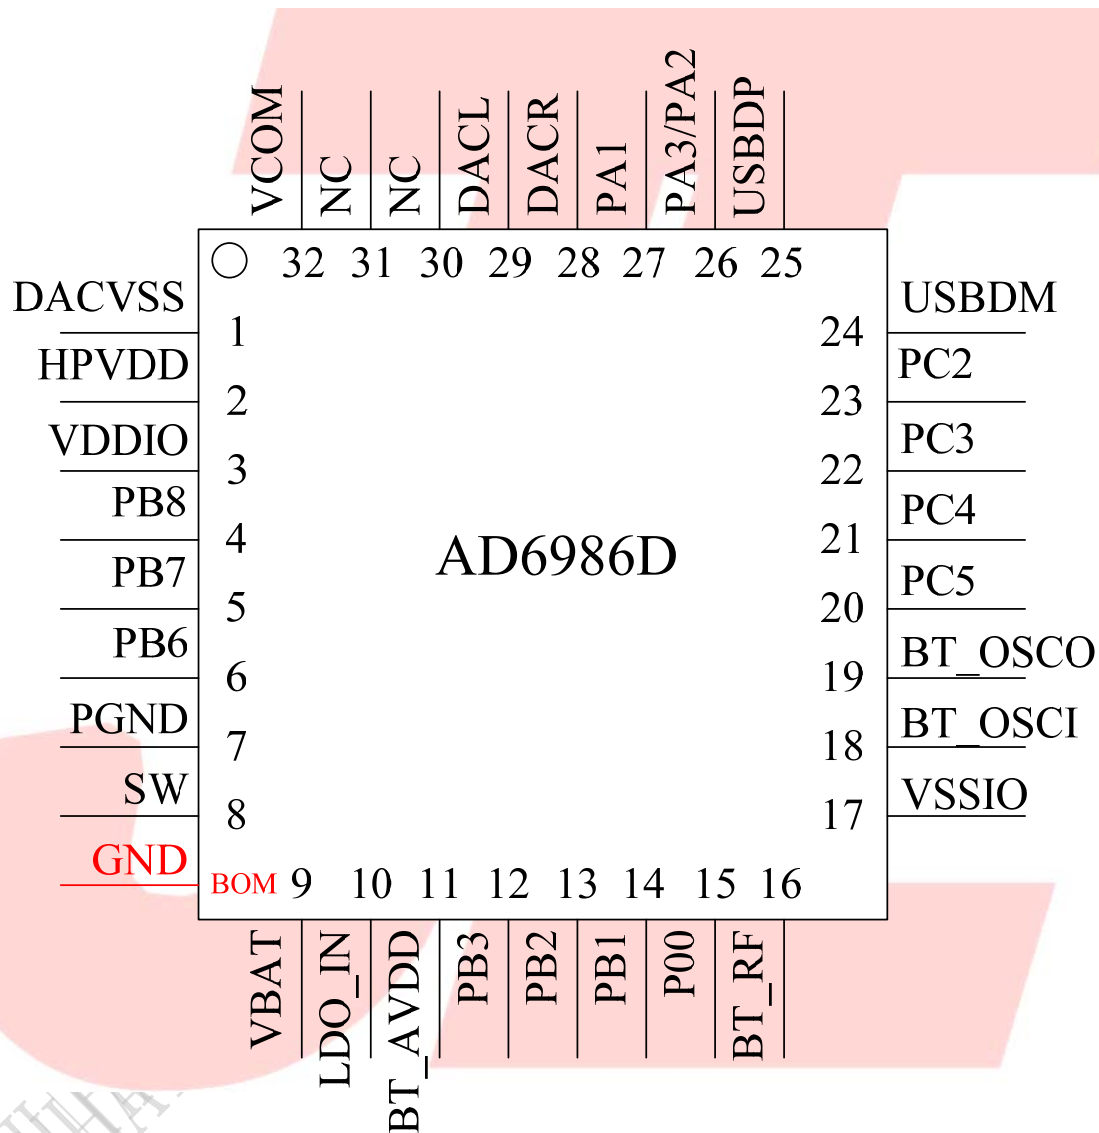 VCOM
NC
NC
DACL
DACR
PA1
PA3/PA2
USBDP
32 31 30 29 28 27 26 25
DACVSS 1
HPVDD 2
VDDIO 3
PB8 4
PB7 5
PB6 6
PGND 7
SW 8
GND BOM
AD6986D
24 USBDM
23 PC2
22 PC3
21 PC4
20 PC5
19 BT_OSCO
18 BT_OSCI
17 VSSIO
9 10 11 12 13 14 15 16
VBAT
LDO_IN
BT_AVDD
PB3
PB2
PB1
P00
BT_RF